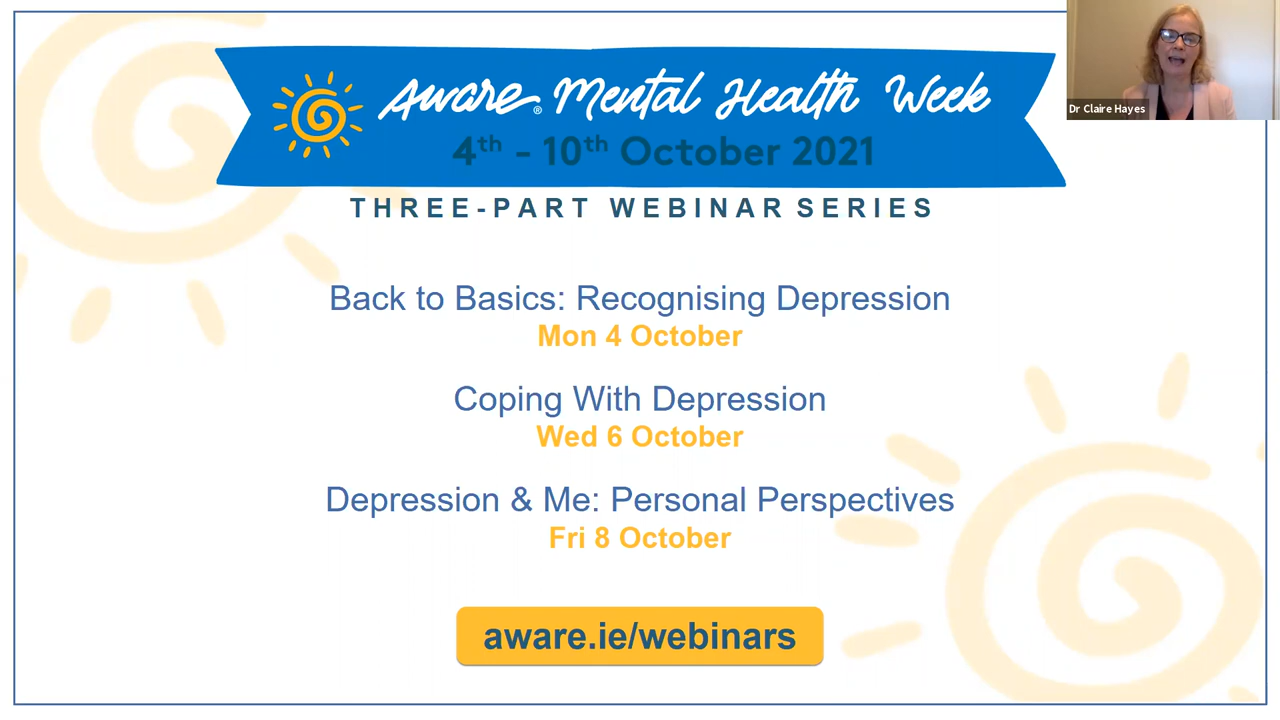 Aware® Mental Health Week
4th - 10th October 2021
Dr Claire Hayes
THREE-PART WEBINAR SERIES
Back to Basics: Recognising Depression
Mon 4 October
Coping With Depression
Wed 6 October
Depression & Me: Personal Perspectives
Fri 8 October
aware.ie/webinars